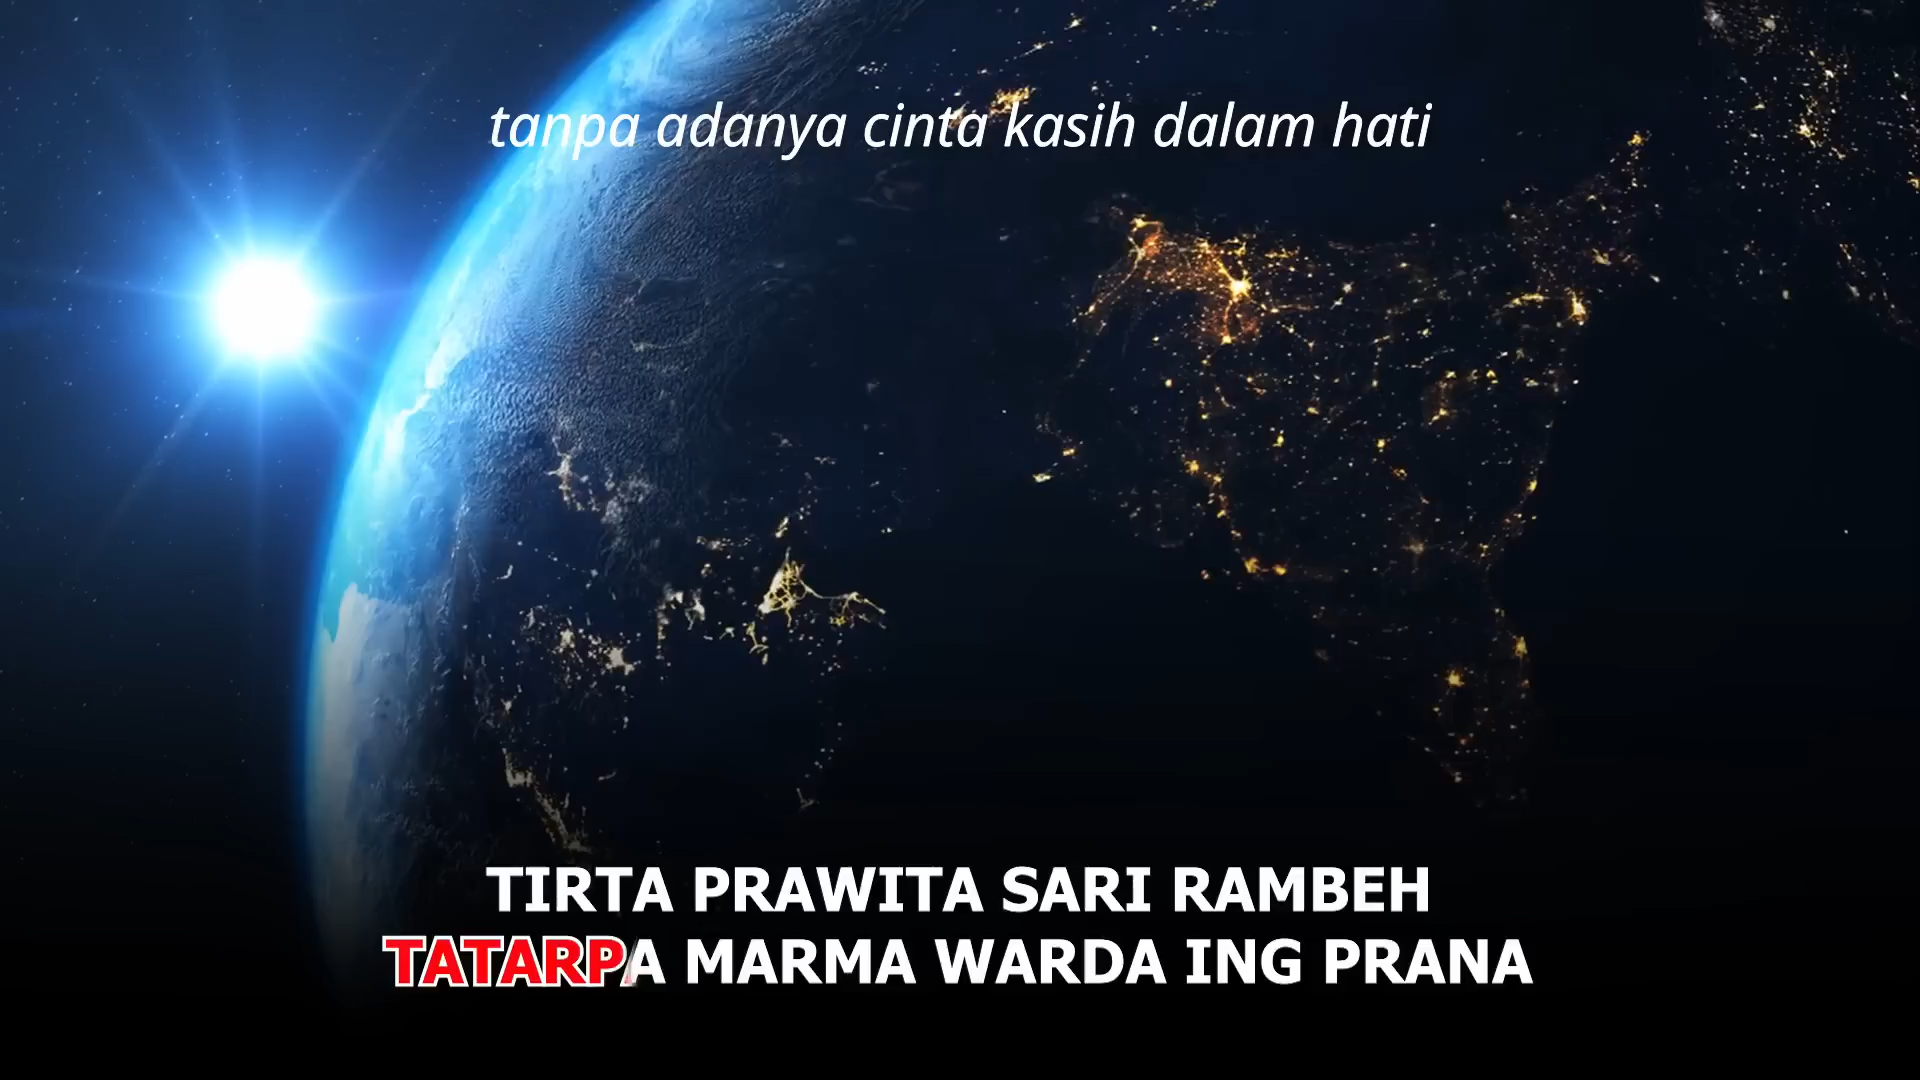 tanpa adanya cinta kasih dalam hati
TIRTA PRAWITA SARI RAMBEH
TATARPA MARMA WARDA ING PRANA